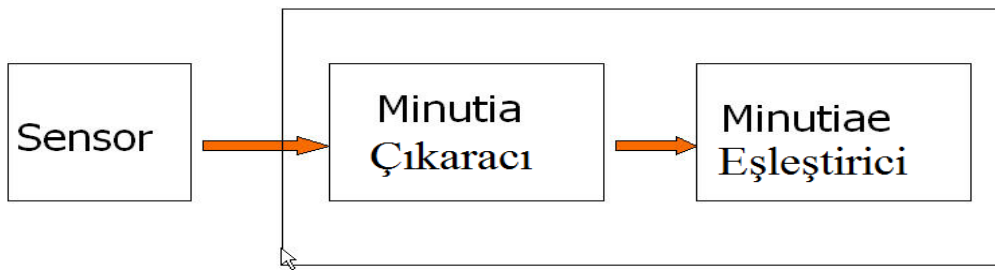 Sensor
Minutia
Çıkaracı
Minutiae
Eşleştirici